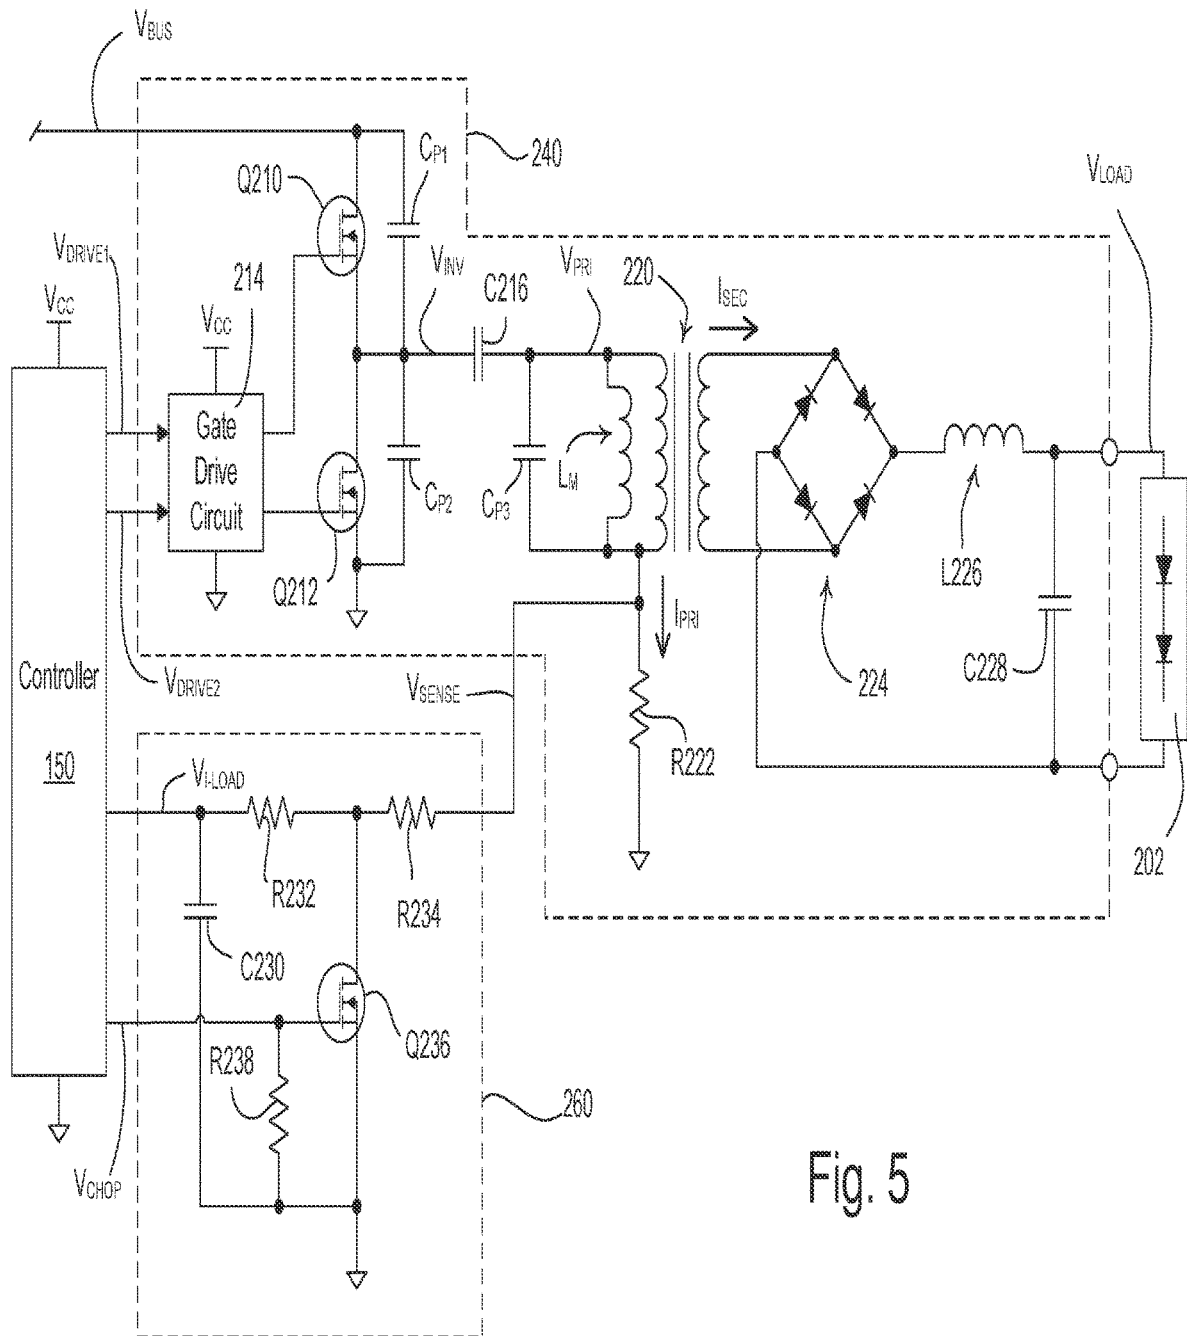 VBUS
240
CP1
Q210
VLOAD
VDRIVE1
214
VINV
VPRI
220
ISEC
C216
VCC
VCC
Gate
Drive
Circuit
CP2
CP3
LM
L226
Q212
IPRI
C228
224
Controller
150
VDRIVE2
VSENSE
R222
VI-LOAD
202
R232
R234
C230
Q236
R238
260
VCHOP
Fig. 5